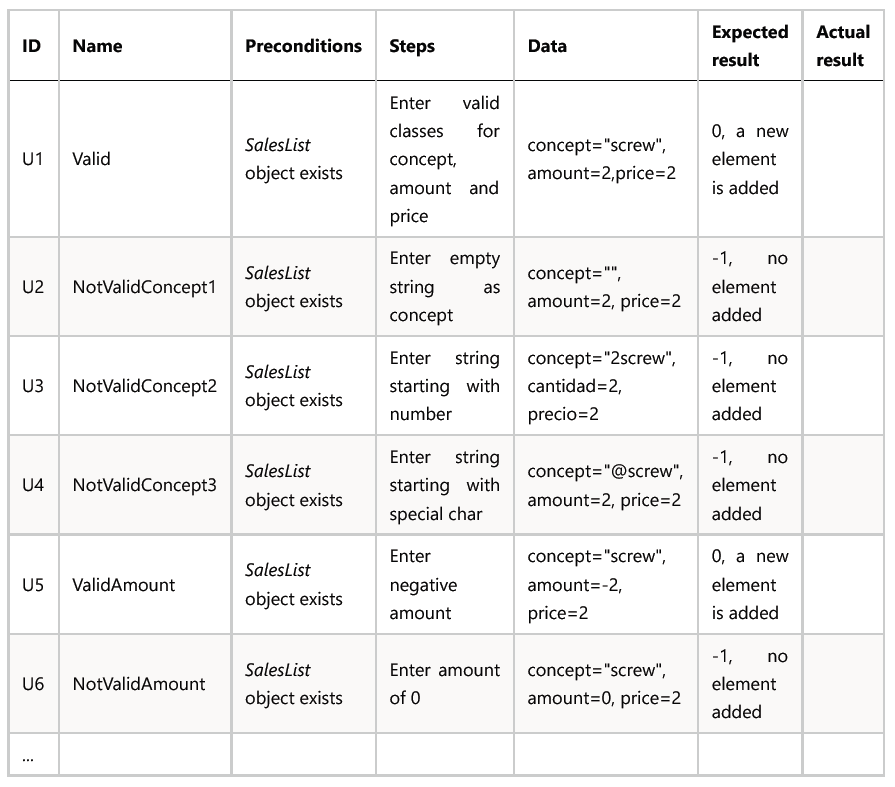 ID Name Preconditions Steps Data Expected result Actual result
U1 Valid SalesList object exists Enter valid classes for concept, amount and price concept="screw", amount=2,price=2 0, a new element is added
U2 NotValidConcept1 SalesList object exists Enter empty string as concept concept="", amount=2, price=2 -1, no element added
U3 NotValidConcept2 SalesList object exists Enter string starting with number concept="2screw", cantidad=2, precio=2 -1, no element added
U4 NotValidConcept3 SalesList object exists Enter string starting with special char concept="@screw", amount=2, price=2 -1, no element added
U5 ValidAmount SalesList object exists Enter negative amount concept="screw", amount=-2, price=2 0, a new element is added
U6 NotValidAmount SalesList object exists Enter amount of 0 concept="screw", amount=0, price=2 -1, no element added
...